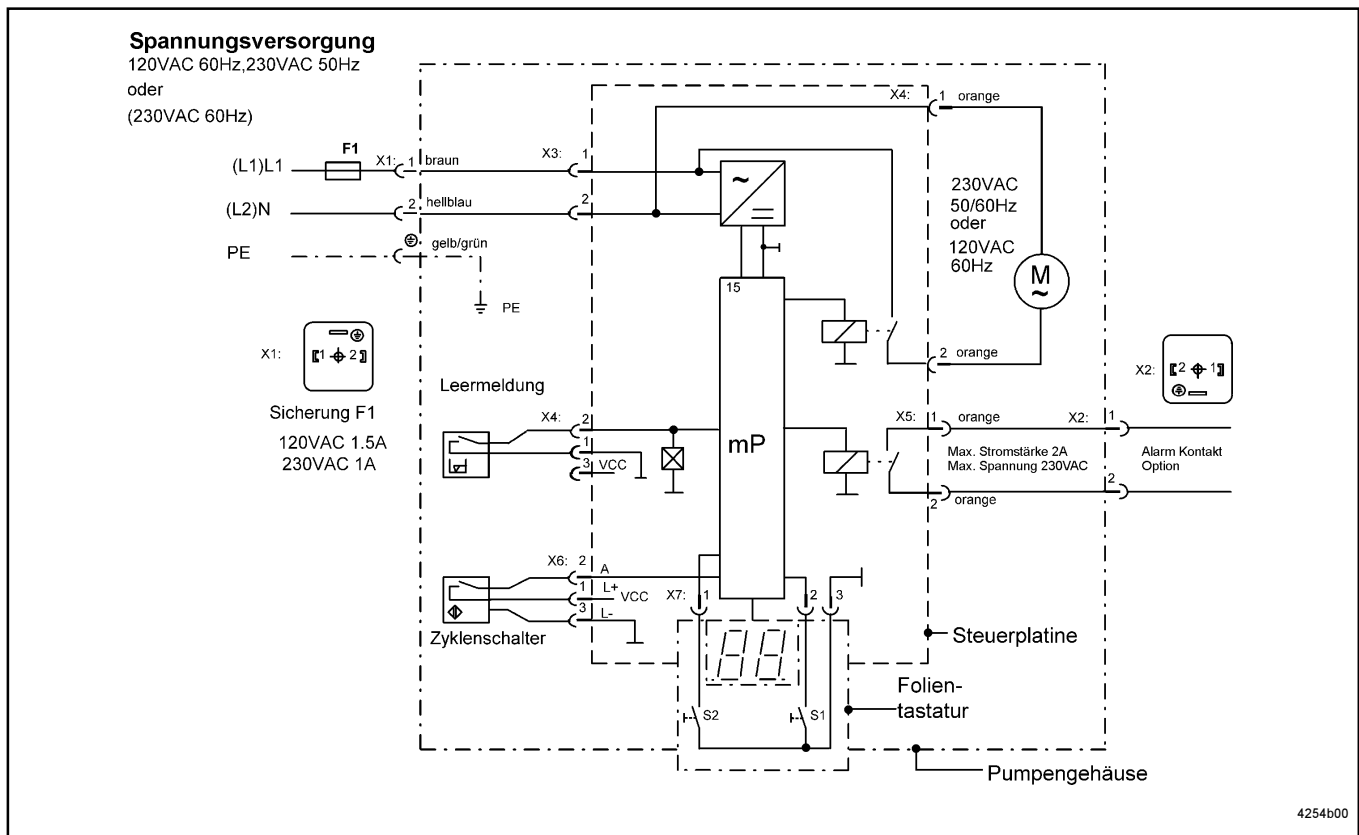 Spannungsversorgung
120VAC 60Hz,230VAC 50Hz
oder
(230VAC 60Hz)
F1
(L1)L1
X1: 1 braun
X3: 1
X4: 1 orange
(L2)N
2 hellblau
2
PE
gelb/grün
PE
~
=
230VAC
50/60Hz
oder
120VAC
60Hz
M
~
15
2 orange
X1:
1 2
Sicherung F1
120VAC 1.5A
230VAC 1A
X2:
2 1
Leermeldung
X4: 2
1
3 VCC
mP
X5: 1 orange
X2: 1
Max. Stromstärke 2A
Max. Spannung 230VAC
Alarm Kontakt
Option
2 orange
2
X6: 2 A
1 L+ VCC
3 L-
Zyklenschalter
X7: 1 2 3
88
S2
S1
Steuerplatine
Folien-
tastatur
Pumpengehäuse
4254b00